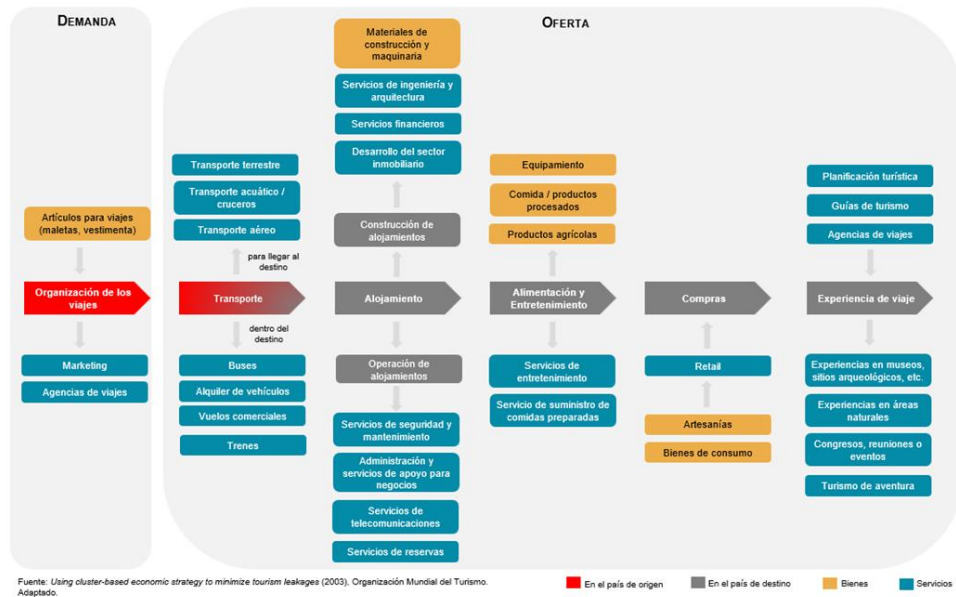 DEMANDA
OFERTA
Artículos para viajes
(maletas, vestimenta)
Organización de los
viajes
Marketing
Agencias de viajes
Transporte terrestre
Transporte acuático /
cruceros
Transporte aéreo
para llegar al
destino
Transporte
dentro del
destino
Buses
Alquiler de vehículos
Vuelos comerciales
Trenes
Materiales de
construcción y
maquinaria
Servicios de ingeniería y
arquitectura
Servicios financieros
Desarrollo del sector
inmobiliario
Construcción de
alojamientos
Alojamiento
Operación de
alojamientos
Servicios de seguridad y
mantenimiento
Administración y
servicios de apoyo para
negocios
Servicios de
telecomunicaciones
Servicios de reservas
Equipamiento
Comida / productos
procesados
Productos agrícolas
Alimentación y
Entretenimiento
Servicios de
entretenimiento
Servicio de suministro de
comidas preparadas
Compras
Retail
Artesanías
Bienes de consumo
Planificación turística
Guías de turismo
Agencias de viajes
Experiencia de viaje
Experiencias en museos,
sitios arqueológicos, etc.
Experiencias en áreas
naturales
Congresos, reuniones o
eventos
Turismo de aventura
Fuente: Using cluster-based economic strategy to minimize tourism leakages (2003). Organización Mundial del Turismo.
Adaptado.
En el país de origen
En el país de destino
Bienes
Servicios